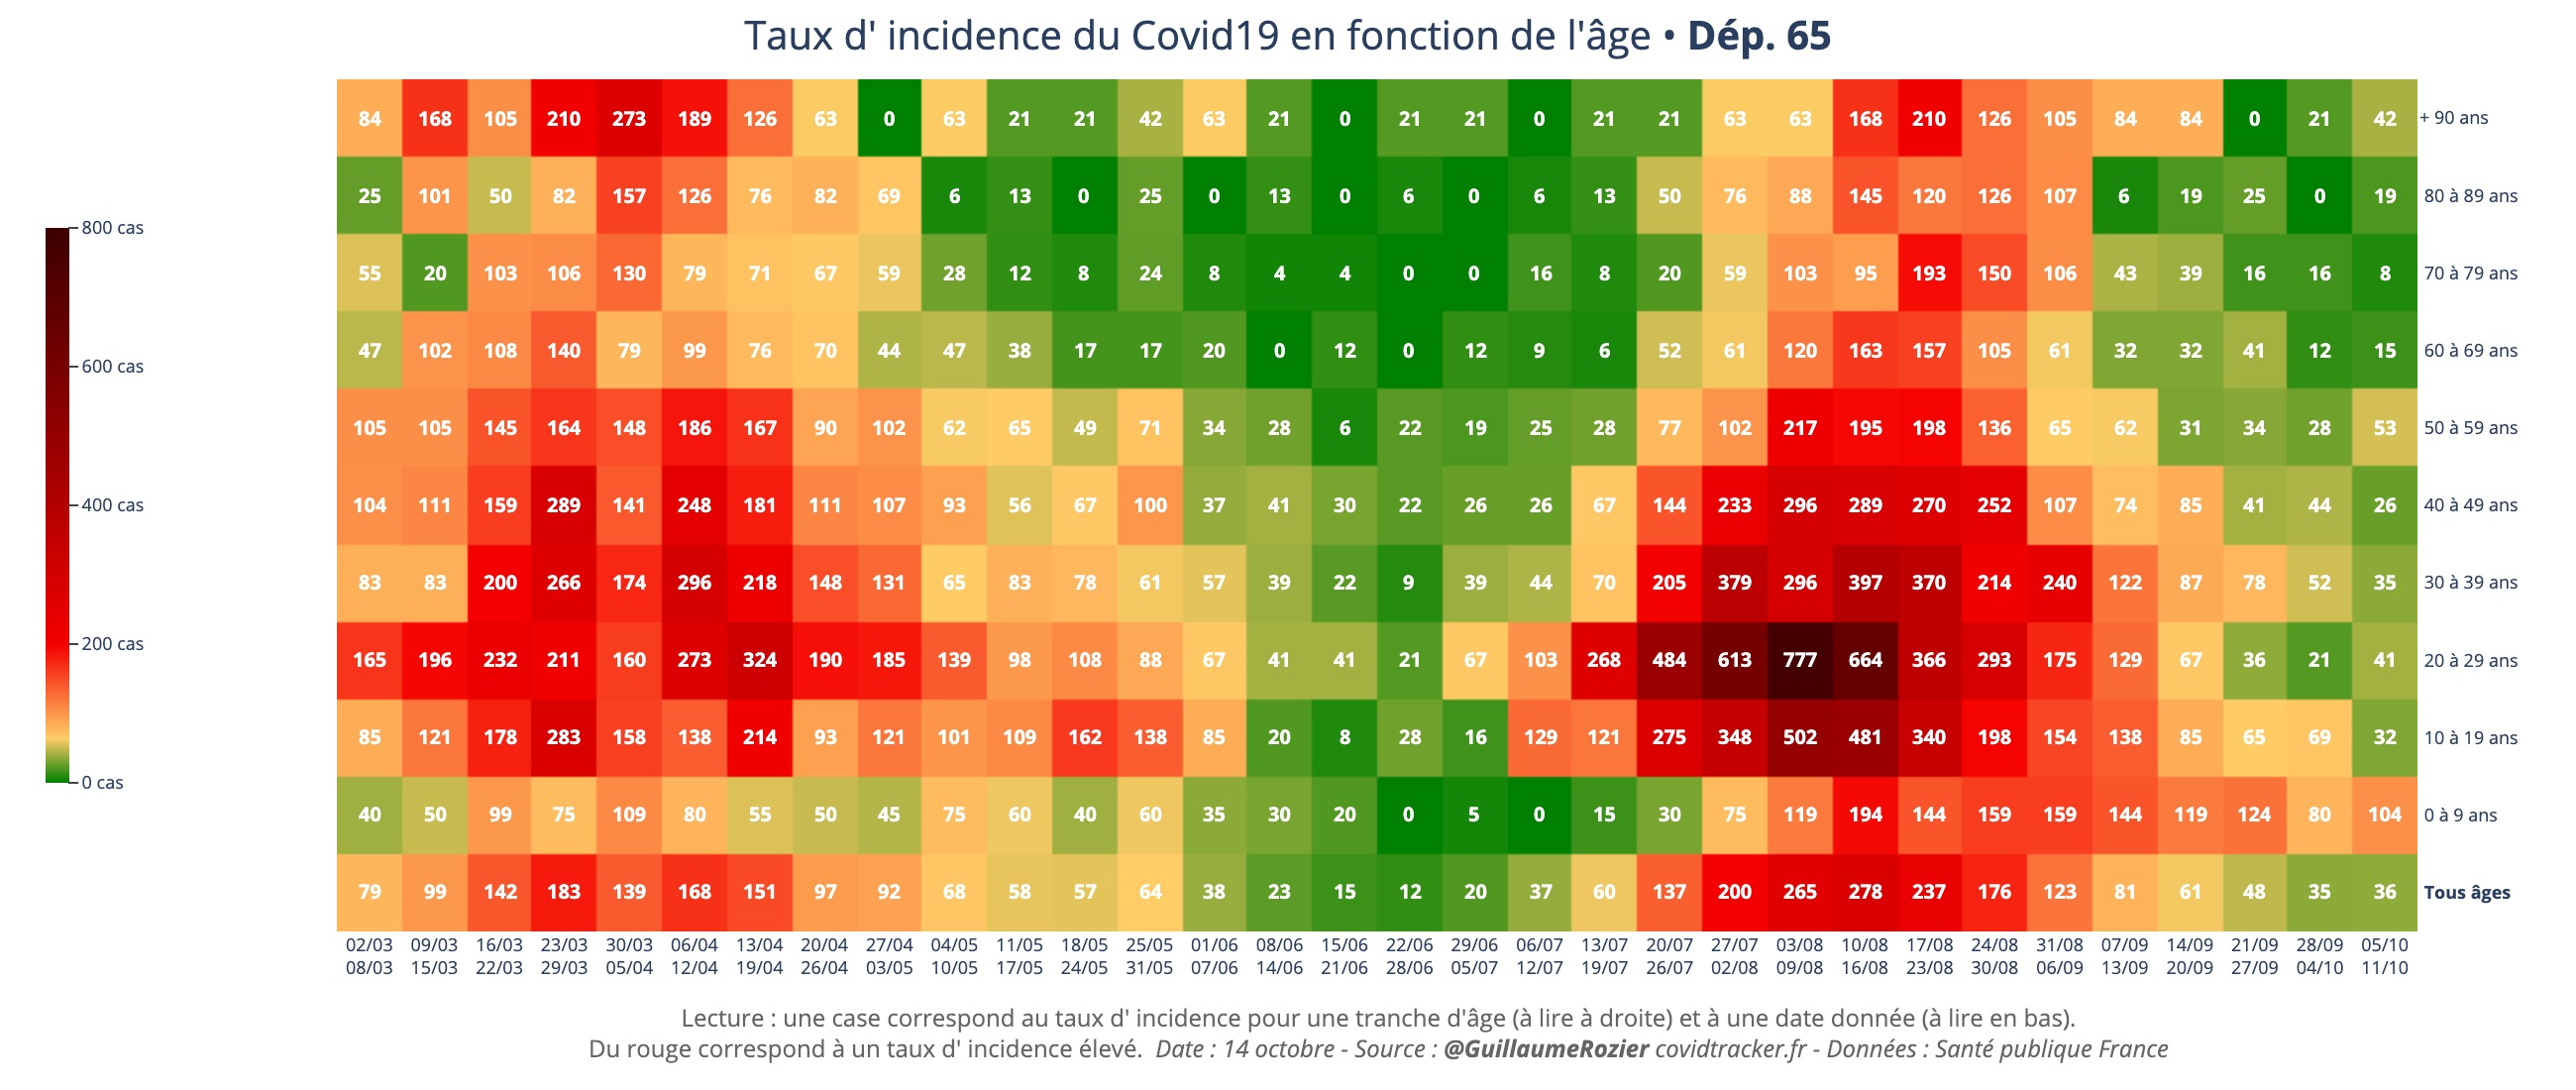 Taux d' incidence du Covid19 en fonction de l'âge • Dép. 65
84 168 105 210 273 189 126 63 0 63 21 21 42 63 21 0 21 21 0 21 21 63 63 168 210 126 105 84 84 0 21 42 + 90 ans
25 101 50 82 157 126 76 82 69 6 13 0 25 0 13 0 6 0 6 13 50 76 88 145 120 126 107 6 19 25 0 19 80 à 89 ans
800 cas
55 20 103 106 130 79 71 67 59 28 12 8 24 8 4 4 0 0 16 8 20 59 103 95 193 150 106 43 39 16 16 8 70 à 79 ans
47 102 108 140 79 99 76 70 44 47 38 17 17 20 0 12 0 12 9 6 52 61 120 163 157 105 61 32 32 41 12 15 60 à 69 ans
600 cas
105 105 145 164 148 186 167 90 102 62 65 49 71 34 28 6 22 19 25 28 77 102 217 195 198 136 65 62 31 34 28 53 50 à 59 ans
400 cas
104 111 159 289 141 248 181 111 107 93 56 67 100 37 41 30 22 26 26 67 144 233 296 289 270 252 107 74 85 41 44 26 40 à 49 ans
83 83 200 266 174 296 218 148 131 65 83 78 61 57 39 22 9 39 44 70 205 379 296 397 370 214 240 122 87 78 52 35 30 à 39 ans
200 cas
165 196 232 211 160 273 324 190 185 139 98 108 88 67 41 41 21 67 103 268 484 613 777 664 366 293 175 129 67 36 21 41 20 à 29 ans
85 121 178 283 158 138 214 93 121 101 109 162 138 85 20 8 28 16 129 121 275 348 502 481 340 198 154 138 85 65 69 32 10 à 19 ans
0 cas
40 50 99 75 109 80 55 50 45 75 60 40 60 35 30 20 0 5 0 15 30 75 119 194 144 159 159 144 119 124 80 104 0 à 9 ans
79 99 142 183 139 168 151 97 92 68 58 57 64 38 23 15 12 20 37 60 137 200 265 278 237 176 123 81 61 48 35 36 Tous âges
02/03 09/03 16/03 23/03 30/03 06/04 13/04 20/04 27/04 04/05 11/05 18/05 25/05 01/06 08/06 15/06 22/06 29/06 06/07 13/07 20/07 27/07 03/08 10/08 17/08 24/08 31/08 07/09 14/09 21/09 28/09 05/10
08/03 15/03 22/03 29/03 05/04 12/04 19/04 26/04 03/05 10/05 17/05 24/05 31/05 07/06 14/06 21/06 28/06 05/07 12/07 19/07 26/07 02/08 09/08 16/08 23/08 30/08 06/09 13/09 20/09 27/09 04/10 11/10
Lecture : une case correspond au taux d' incidence pour une tranche d'âge (à lire à droite) et à une date donnée (à lire en bas).
Du rouge correspond à un taux d' incidence élevé. Date : 14 octobre - Source : @GuillaumeRozier covidtracker.fr - Données : Santé publique France